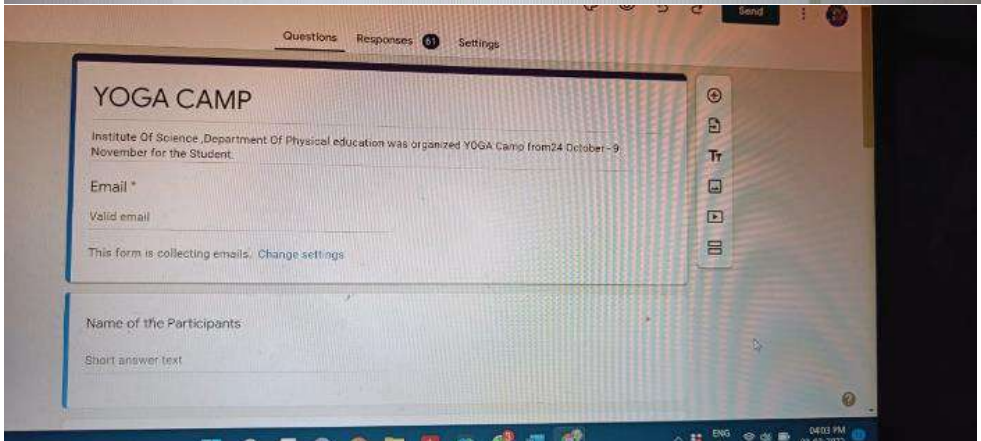 Send
Questions Responses 61 Settings
YOGA CAMP
Institute Of Science ,Department Of Physical education was organized YOGA Camp from24 October - 9
November for the Student.
Email *
Valid email
This form is collecting emails. Change settings
Name of the Participants
Short answer text
ENG
04:03 PM